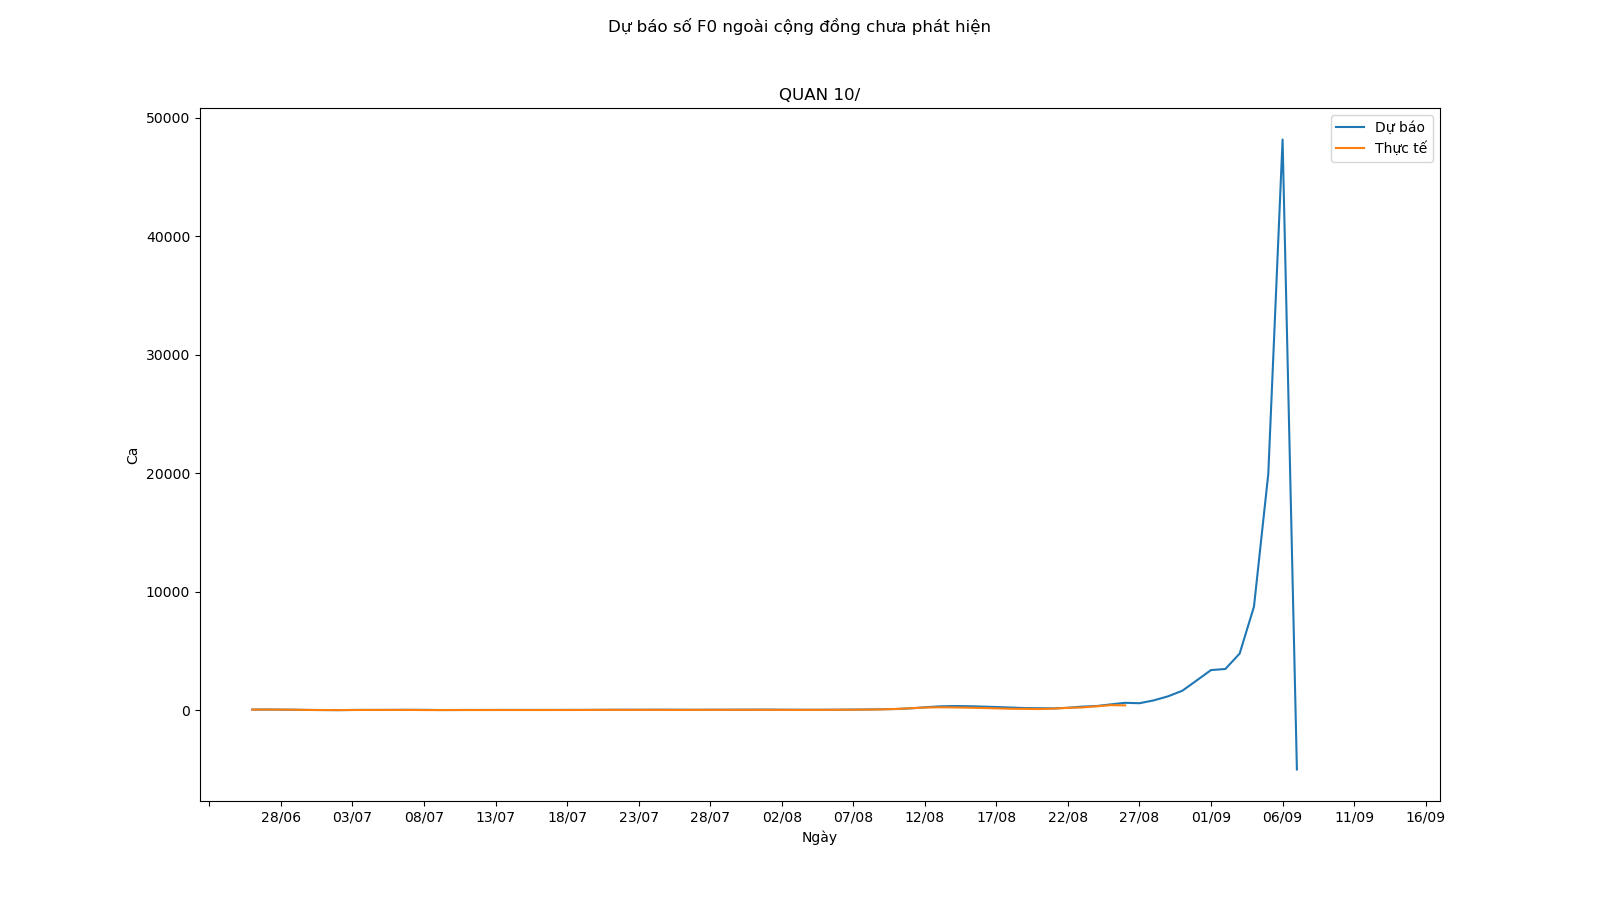 Dự báo số F0 ngoài cộng đồng chưa phát hiện
QUAN 10/
Dự báo
Thực tế
50000
40000
30000
20000
10000
0
Ca
28/06 03/07 08/07 13/07 18/07 23/07 28/07 02/08 07/08 12/08 17/08 22/08 27/08 01/09 06/09 11/09 16/09
Ngày